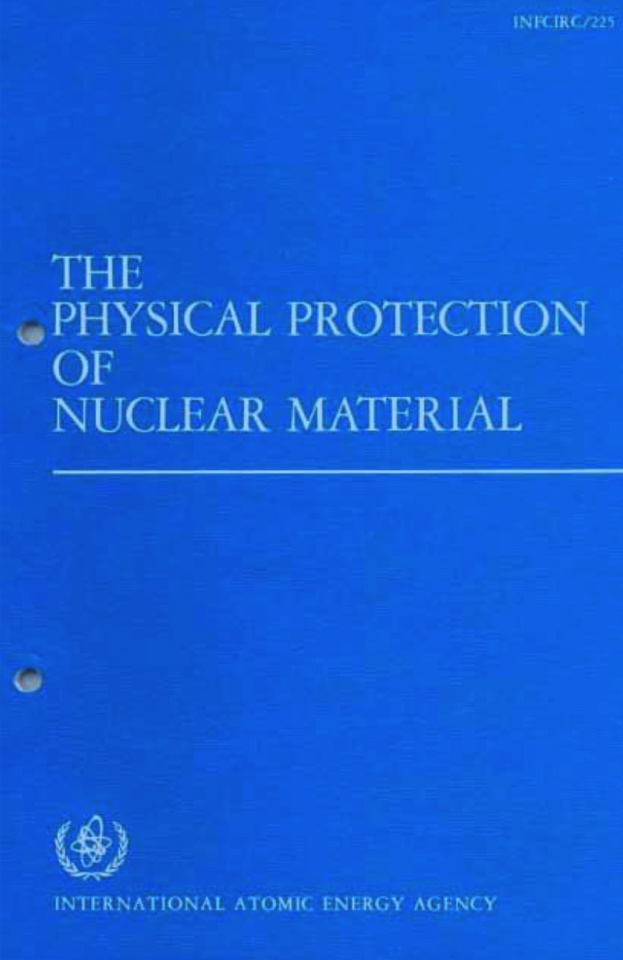 INFCIRC/225
THE
PHYSICAL PROTECTION
OF
NUCLEAR MATERIAL
INTERNATIONAL ATOMIC ENERGY AGENCY